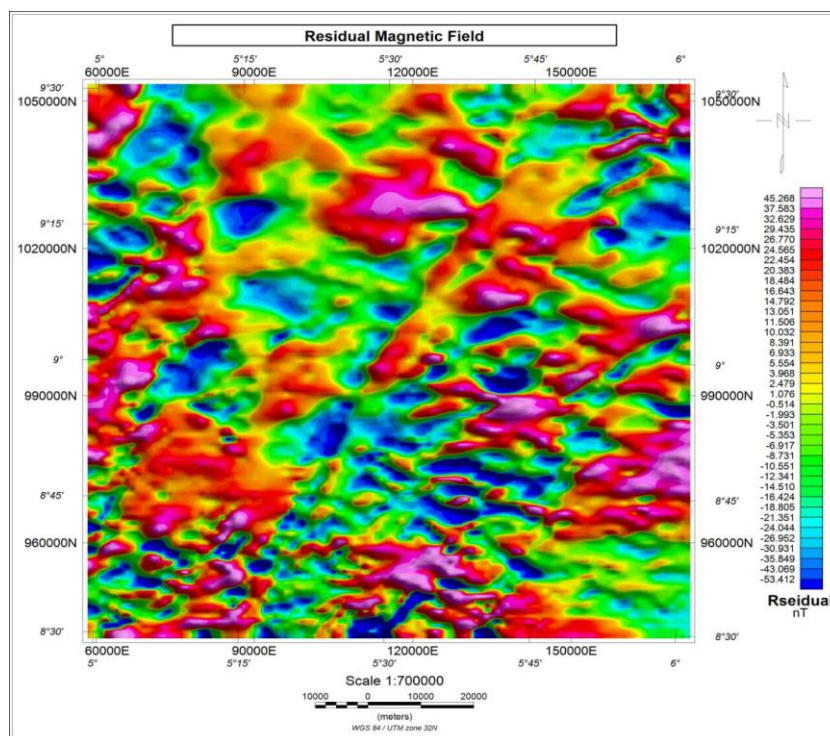 Residual Magnetic Field
5° 5°15' 5°30' 5°45' 6°
60000E 90000E 120000E 150000E
9°30' 9°30'
1050000N 1050000N
N
45.268
37.583
32.629
29.435
26.770
24.565
22.454
20.383
18.484
16.643
14.792
13.051
11.506
10.032
8.391
6.933
5.554
3.968
2.479
1.076
-0.514
-1.993
-3.501
-5.353
-6.917
-8.731
-10.551
-12.341
-14.510
-16.424
-18.805
-21.351
-24.044
-26.952
-30.931
-35.849
-43.069
-53.412
Rseidual
nT
9°15' 9°15'
1020000N 1020000N
9° 9°
990000N 990000N
8°45' 8°45'
960000N 960000N
8°30' 8°30'
60000E 90000E 120000E 150000E
5° 5°15' 5°30' 5°45' 6°
Scale 1:700000
10000 0 10000 20000
(meters)
WGS 84 / UTM zone 32N